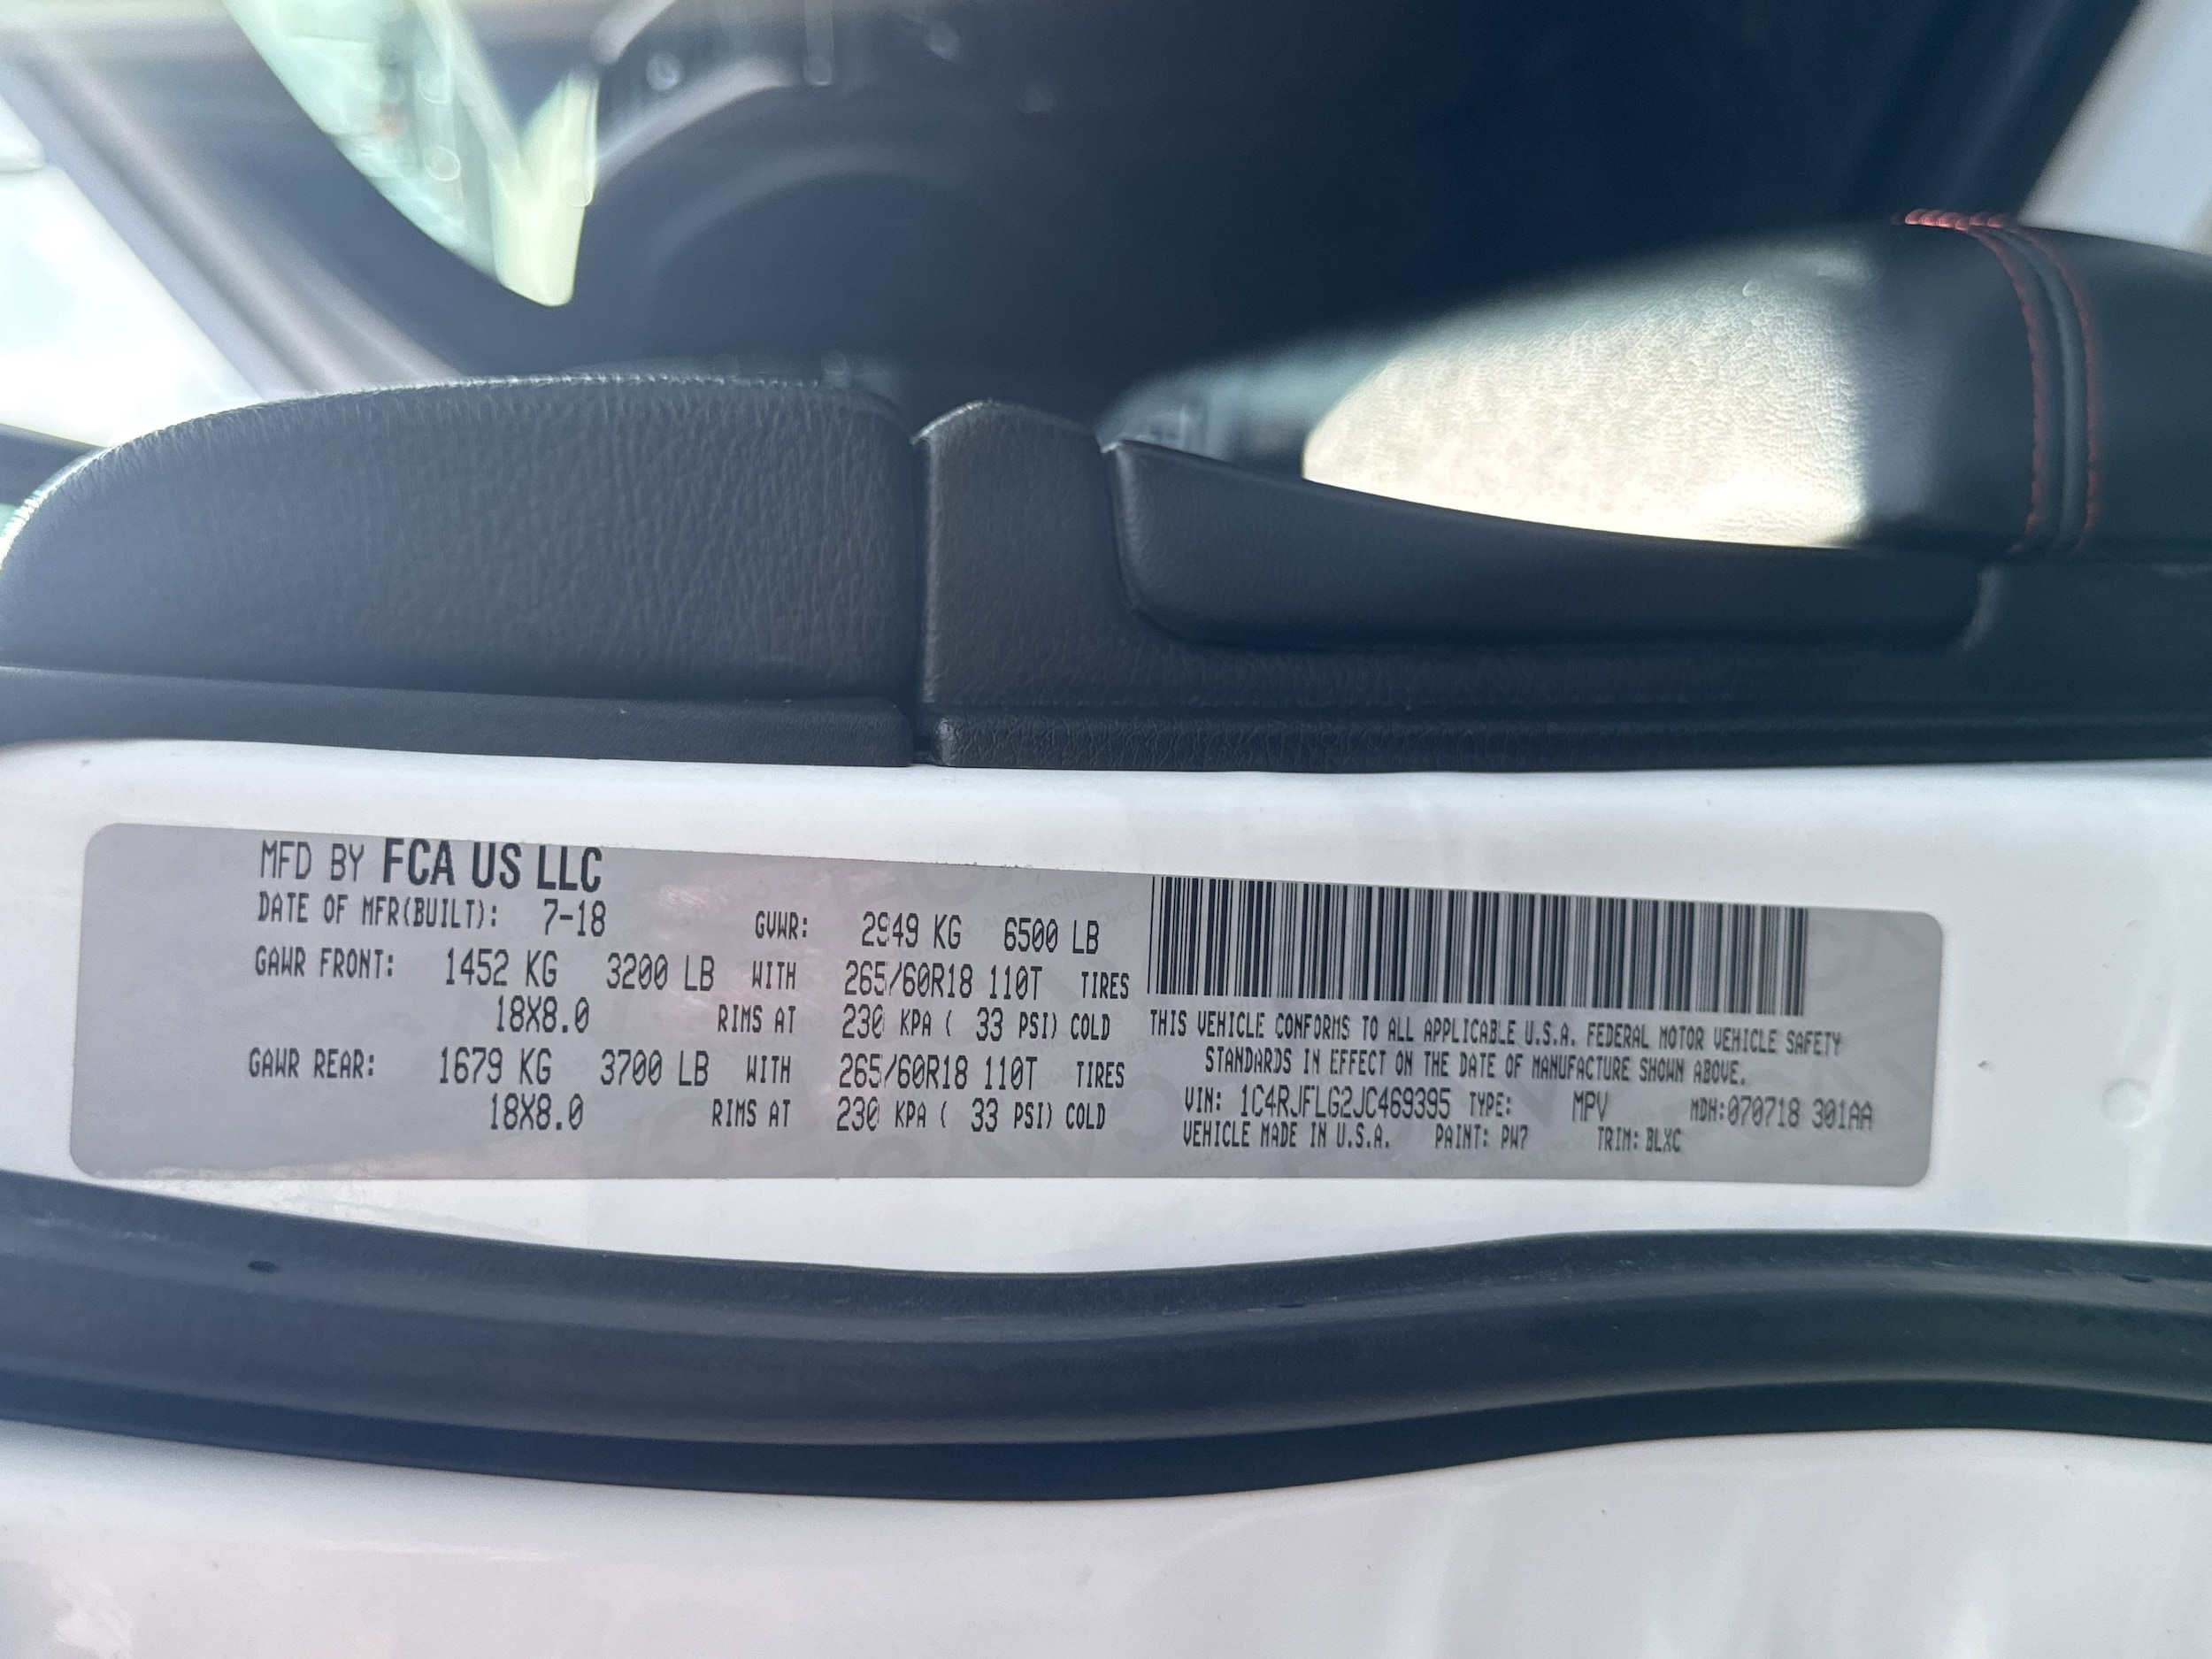 MFD BY FCA US LLC
DATE OF MFR(BUILT): 7-18 GVWR: 2949 KG 6500 LB
GAWR FRONT: 1452 KG 3200 LB WITH 265/60R18 110T TIRES
18X8.0 RIMS AT 230 KPA ( 33 PSI) COLD
GAWR REAR: 1679 KG 3700 LB WITH 265/60R18 110T TIRES
18X8.0 RIMS AT 230 KPA ( 33 PSI) COLD
THIS VEHICLE CONFORMS TO ALL APPLICABLE U.S.A. FEDERAL MOTOR VEHICLE SAFETY
STANDARDS IN EFFECT ON THE DATE OF MANUFACTURE SHOWN ABOVE.
VIN: 1C4RJFLG2JC469395 TYPE: MPV MDH:070718 301AA
VEHICLE MADE IN U.S.A. PAINT: PW7 TRIM: BLXC